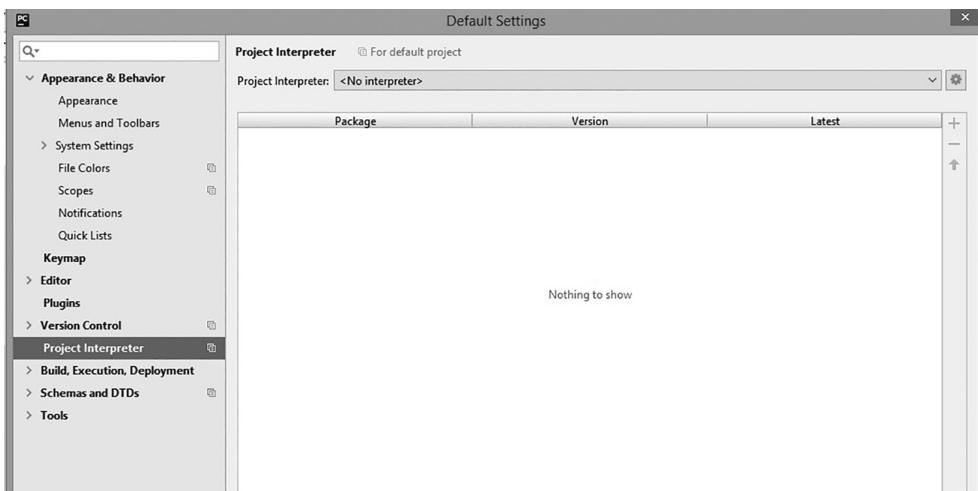 PC
Default Settings
Project Interpreter
For default project
Project Interpreter:
<No interpreter>
Appearance & Behavior
Appearance
Menus and Toolbars
System Settings
File Colors
Scopes
Notifications
Quick Lists
Keymap
Editor
Plugins
Version Control
Project Interpreter
Build, Execution, Deployment
Schemas and DTDs
Tools
Package
Version
Latest
Nothing to show